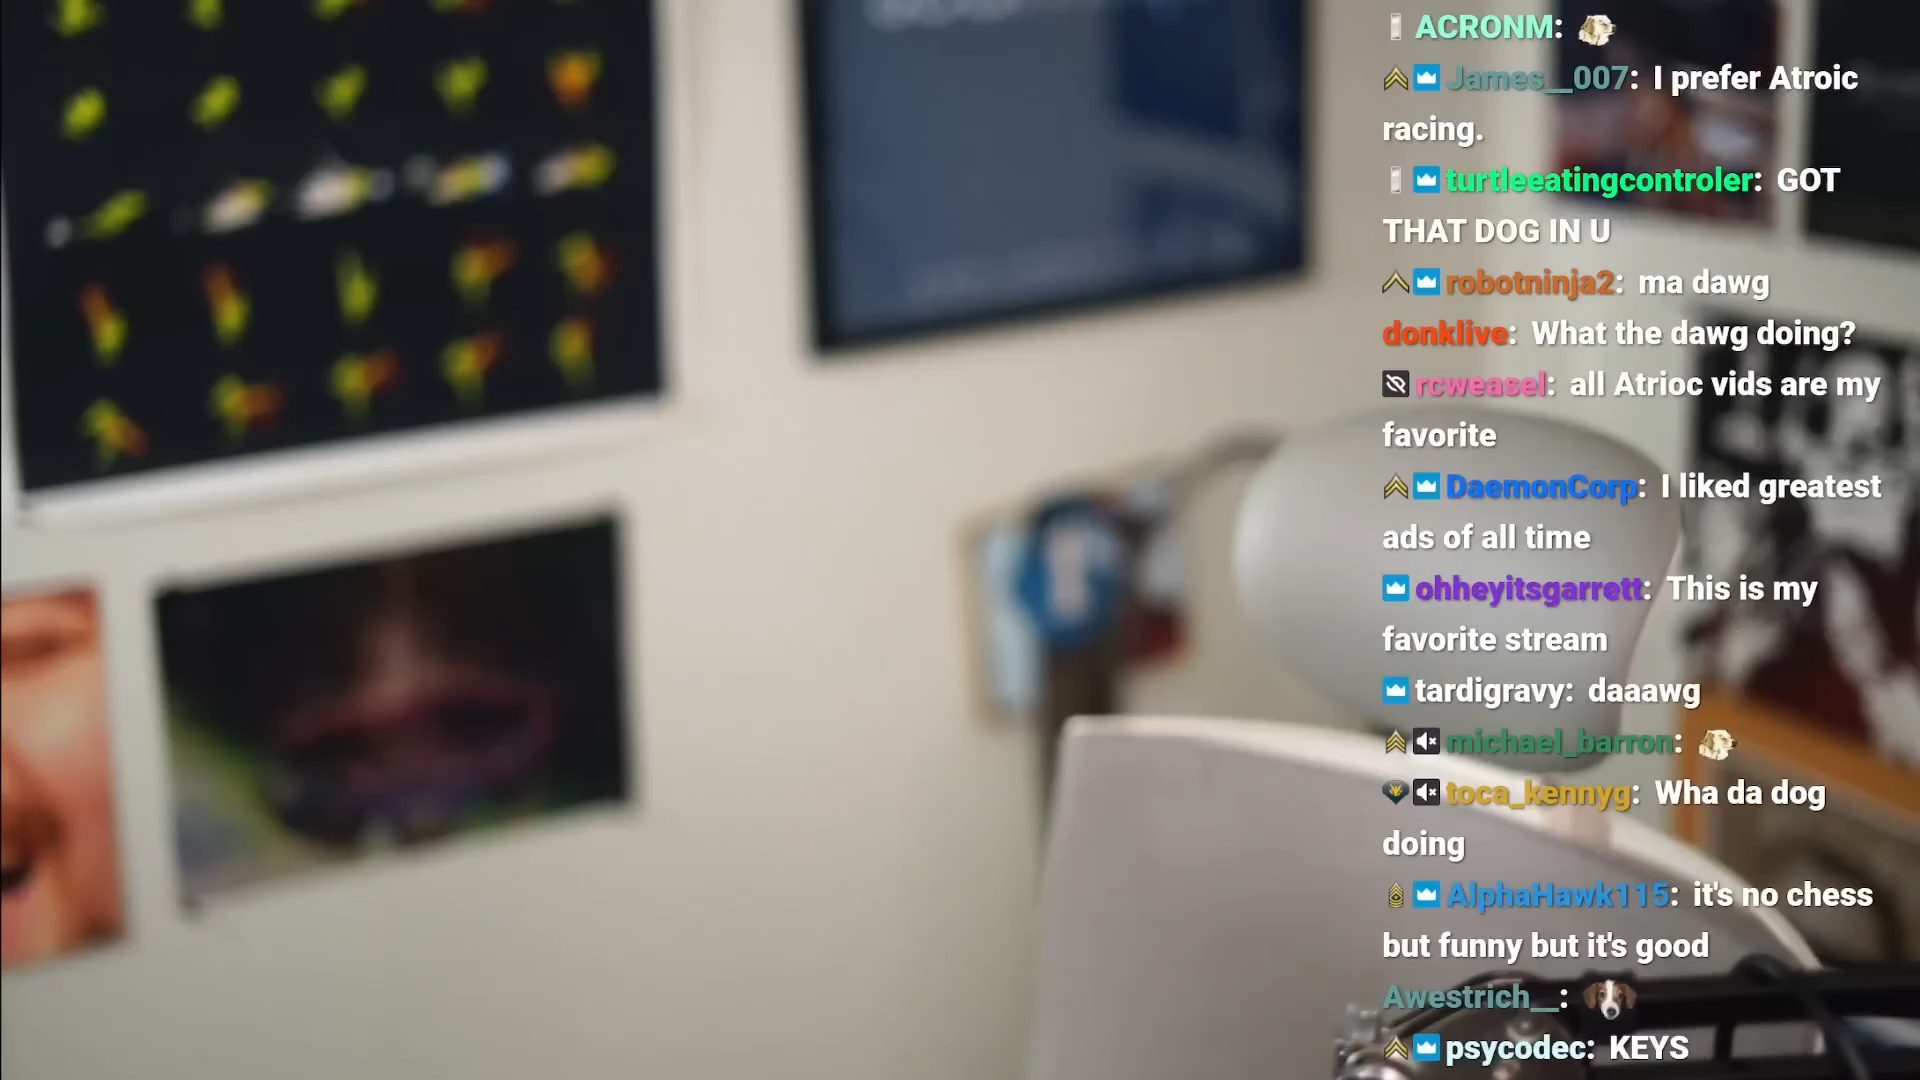 ACRONM:
James__007: I prefer Atroic
racing.
turtleeatingcontroler: GOT
THAT DOG IN U
robotninja2: ma dawg
donklive: What the dawg doing?
rcweasel: all Atrioc vids are my
favorite
DaemonCorp: I liked greatest
ads of all time
ohheyitsgarrett: This is my
favorite stream
tardigravy: daaawg
michael_barron:
toca_kennyg: Wha da dog
doing
AlphaHawk115: it's no chess
but funny but it's good
Awestrich__:
psycodec: KEYS